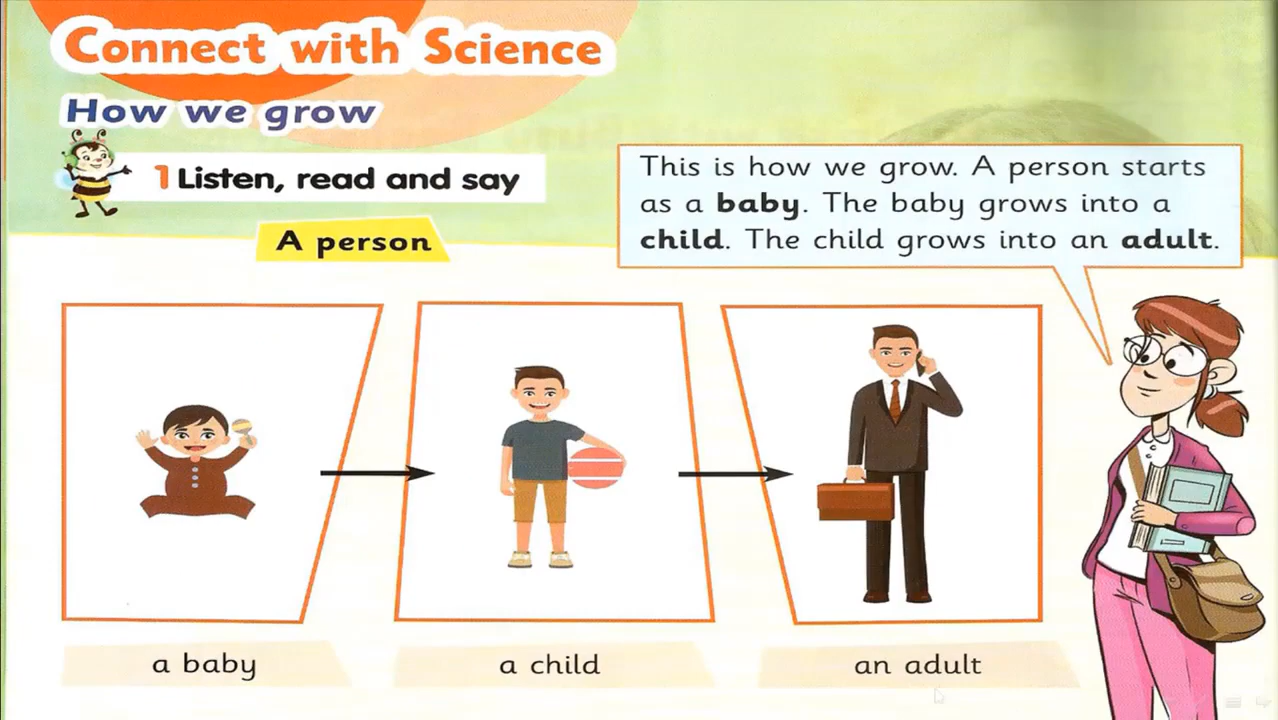 Connect with Science
How we grow
1 Listen, read and say
This is how we grow. A person starts
as a baby. The baby grows into a
child. The child grows into an adult.
A person
a baby
a child
an adult